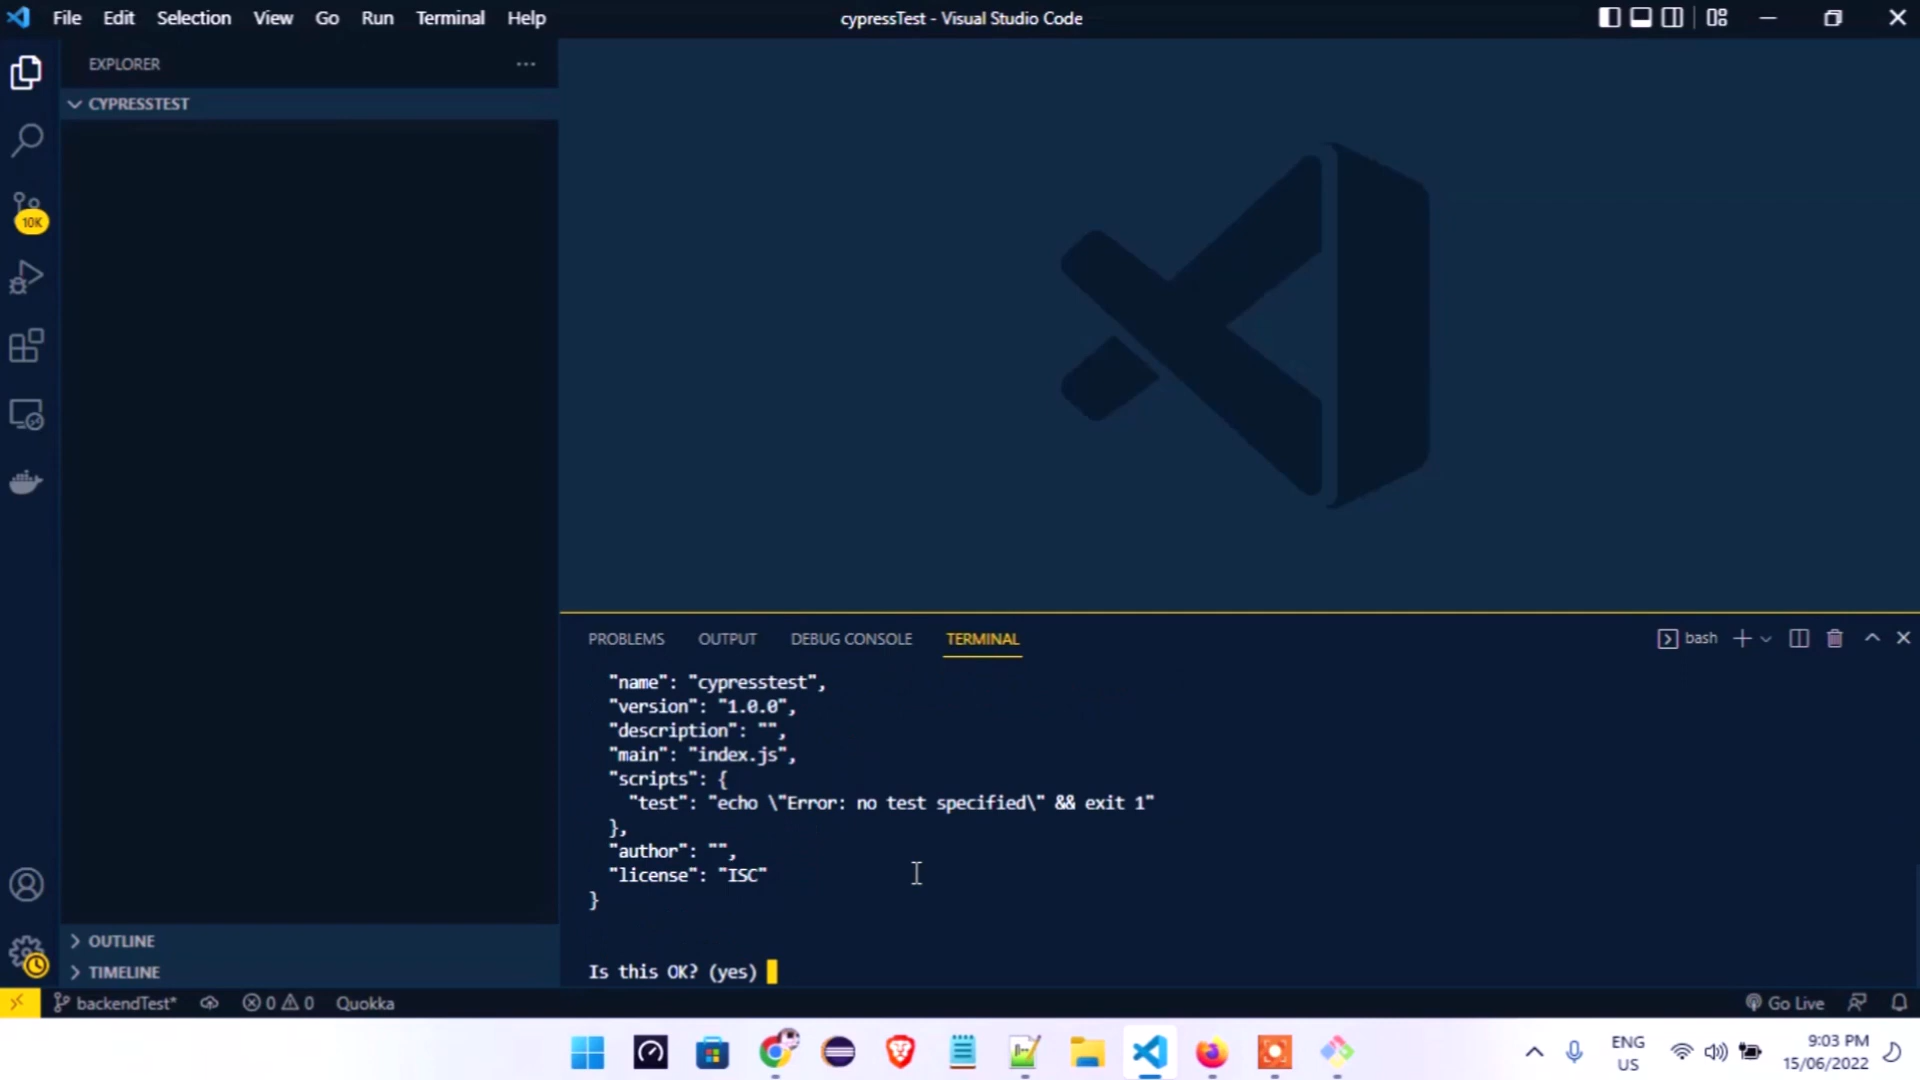 File Edit Selection View Go Run Terminal Help
cypressTest - Visual Studio Code
EXPLORER
CYPRESSTEST
10K
OUTLINE
TIMELINE
PROBLEMS OUTPUT DEBUG CONSOLE TERMINAL
bash
"name": "cypresstest",
"version": "1.0.0",
"description": "",
"main": "index.js",
"scripts": {
"test": "echo \"Error: no test specified\" && exit 1"
},
"author": "",
"license": "ISC"
}
Is this OK? (yes)
backendTest* 0 0 Quokka
Go Live
ENG
US
9:03 PM
15/06/2022